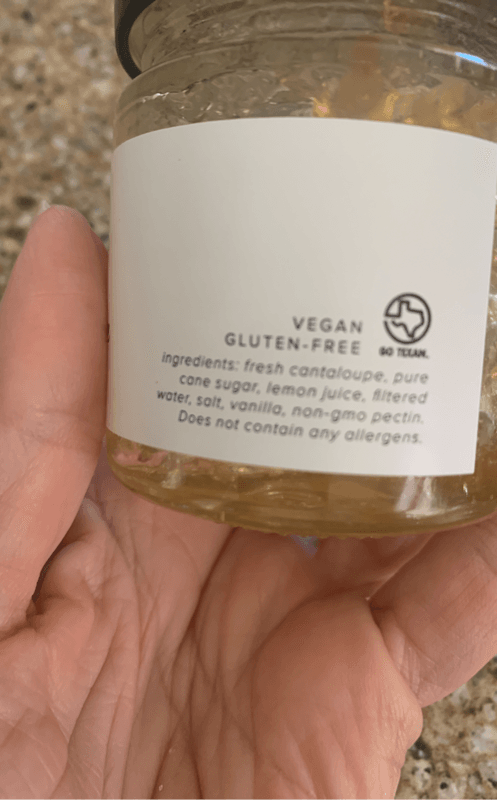 VEGAN
GLUTEN-FREE
GO TEXAN.
ingredients: fresh cantaloupe, pure
cane sugar, lemon juice, filtered
water, salt, vanilla, non-gmo pectin.
Does not contain any allergens.